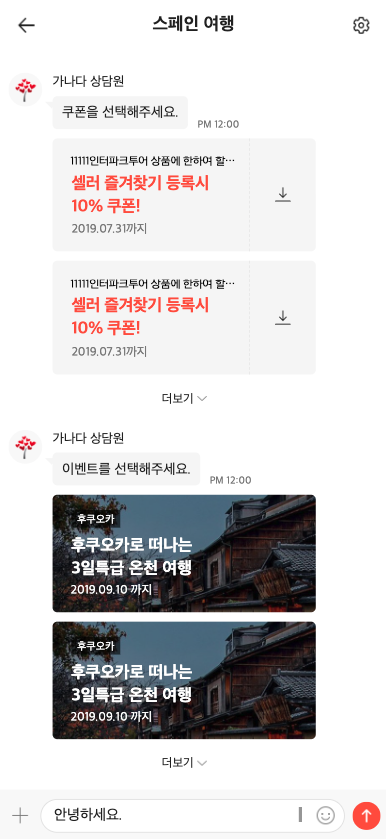 스페인 여행
가나다 상담원
쿠폰을 선택해주세요.
PM 12:00
11111인터파크투어 상품에 한하여 할…
셀러 즐겨찾기 등록시
10% 쿠폰!
2019.07.31까지
11111인터파크투어 상품에 한하여 할…
셀러 즐겨찾기 등록시
10% 쿠폰!
2019.07.31까지
더보기
가나다 상담원
이벤트를 선택해주세요.
PM 12:00
후쿠오카
후쿠오카로 떠나는
3일특급 온천 여행
2019.09.10 까지
후쿠오카
후쿠오카로 떠나는
3일특급 온천 여행
2019.09.10 까지
더보기
안녕하세요.